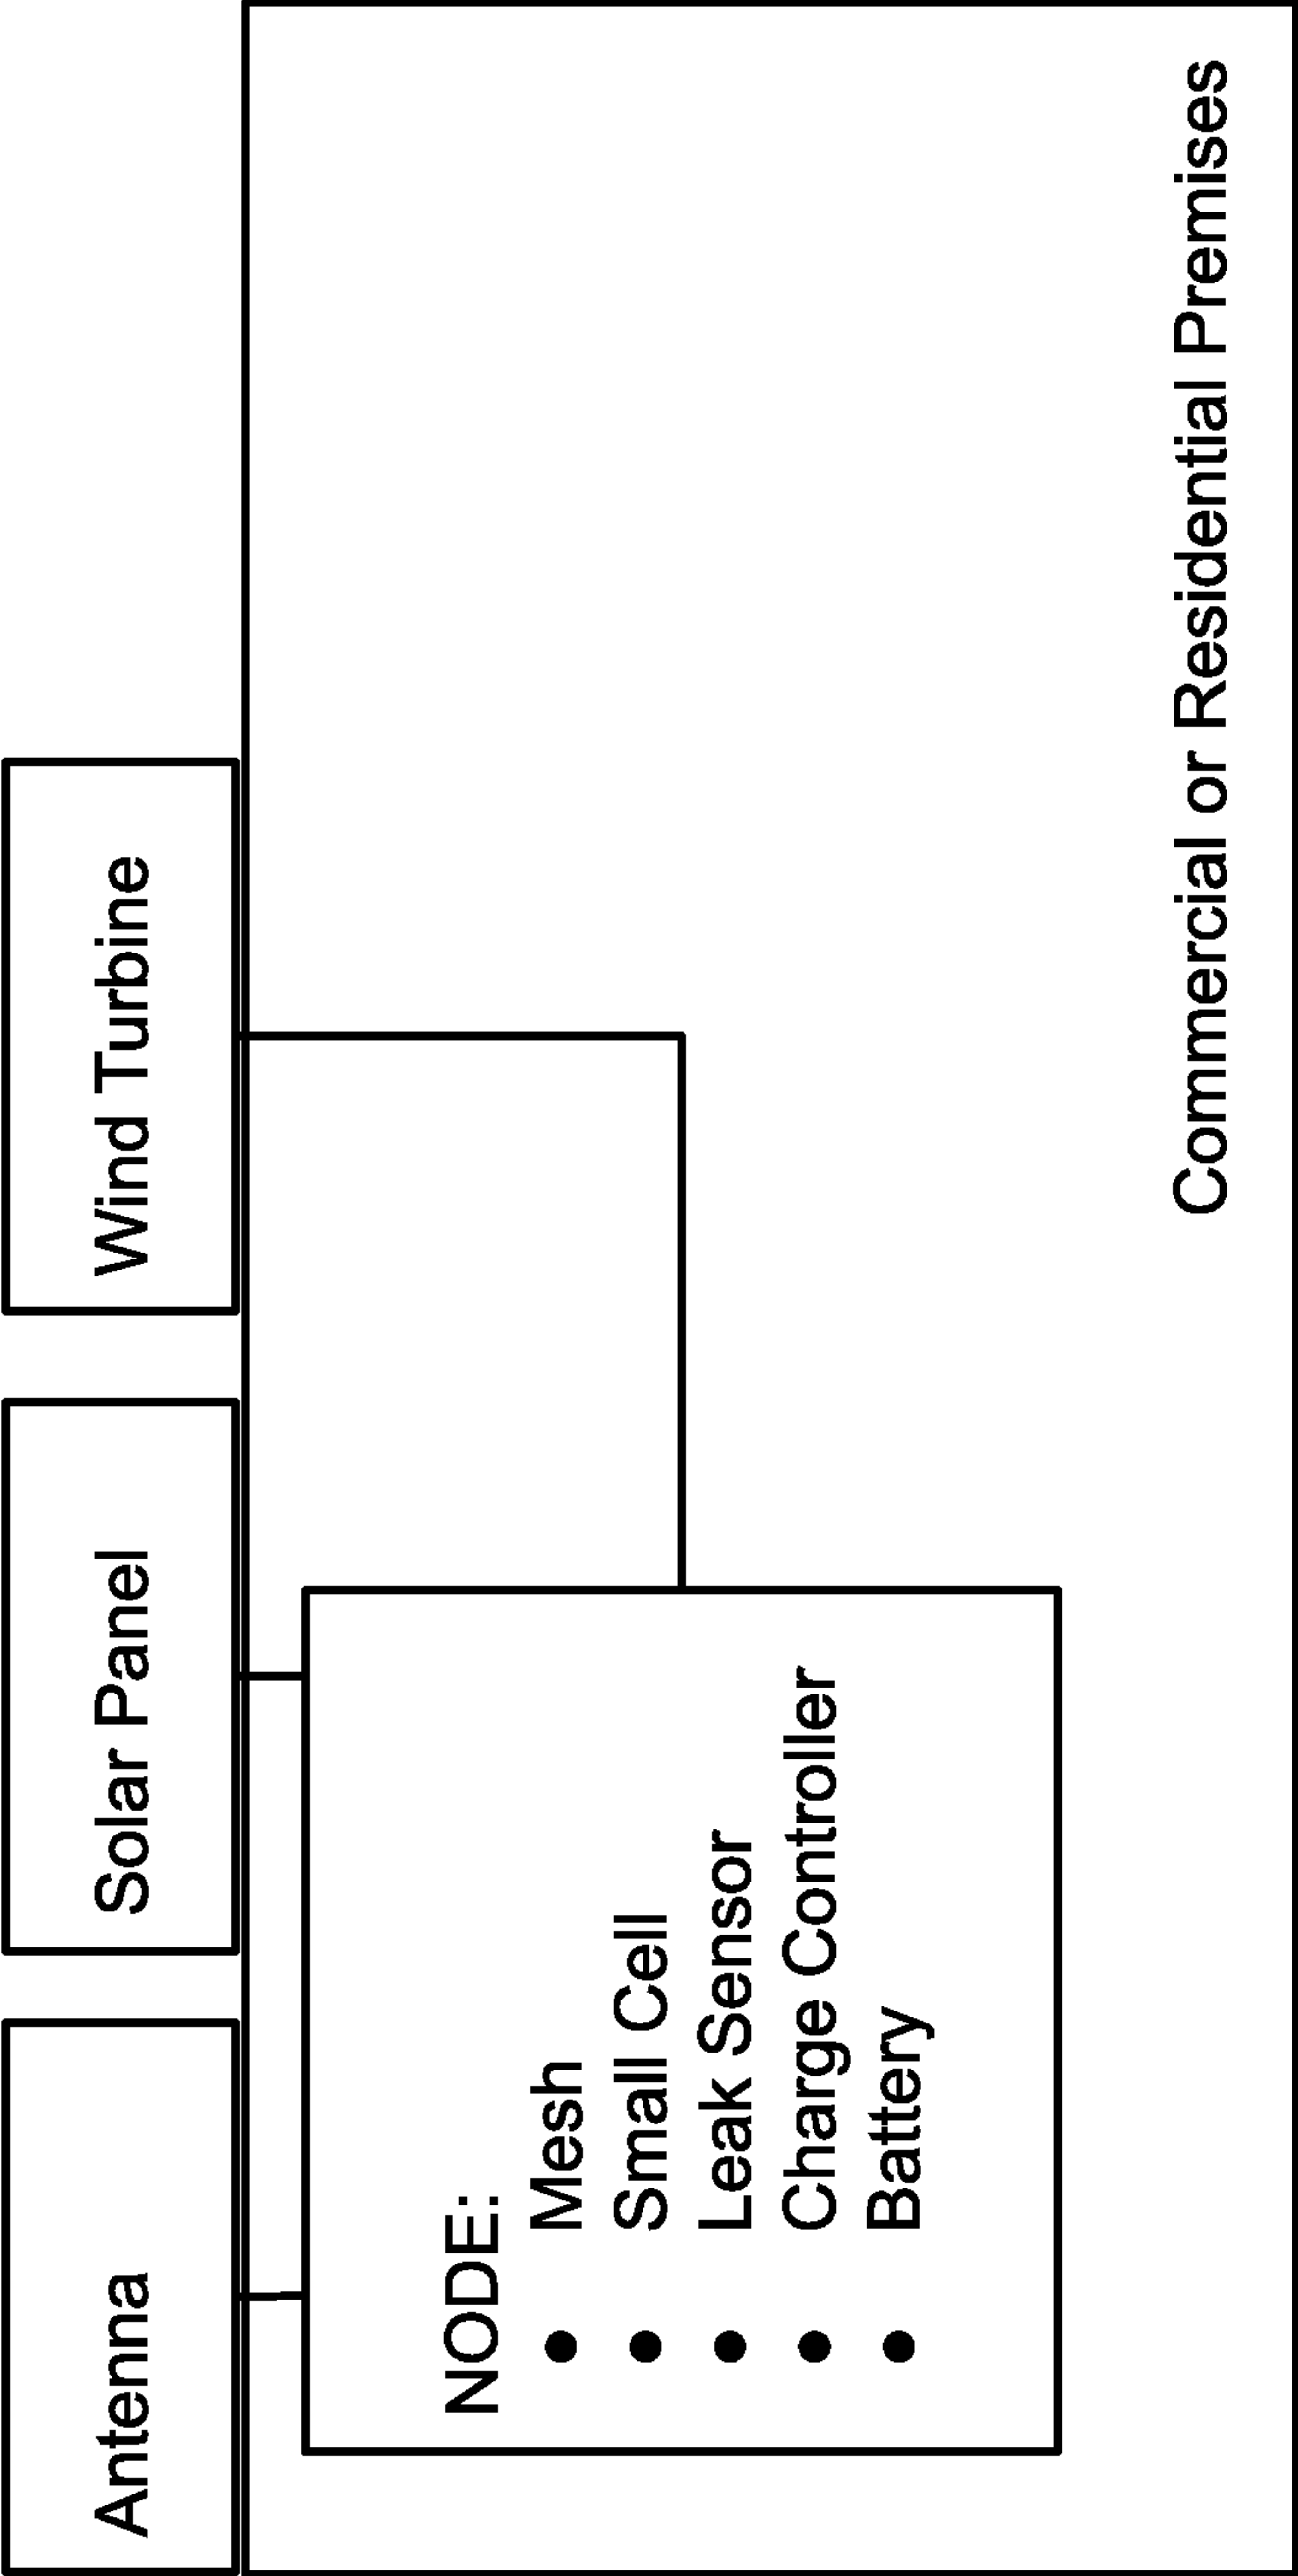 Antenna
Solar Panel
Wind Turbine
NODE:
• Mesh
• Small Cell
• Leak Sensor
• Charge Controller
• Battery
Commercial or Residential Premises